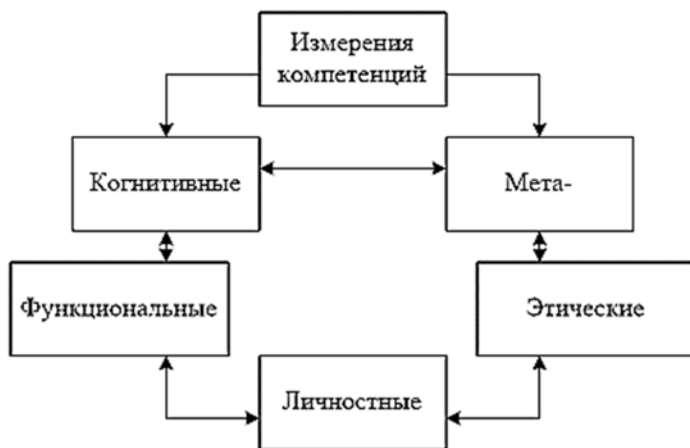 Измерения
компетенций
Когнитивные
Мета-
Функциональные
Этические
Личностные